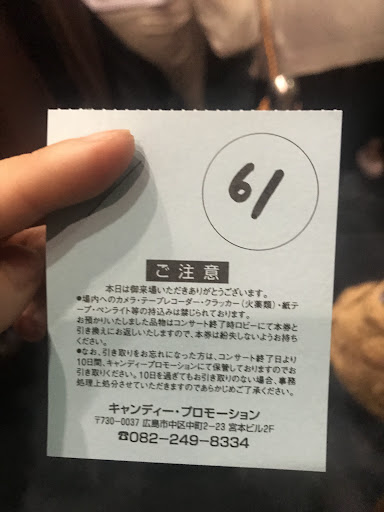 61
ご注意
本日は御来場いただきありがとうございます。
●場内へのカメラ・テープレコーダー・クラッカー(火薬類)・紙テ
ープ・ペンライト等の持込みは禁じられております。
お預かりいたしました品物はコンサート終了時ロビーにて本券と
引き換えにお返しいたしますので、本券は紛失しないようお持ち
ください。
●なお、引き取りをお忘れになった方は、コンサート終了日より
10日間、キャンディープロモーションにて保管しておりますのでお
引き取りください。10日を過ぎてもお引き取りのない場合、事務
処理上処分させていただきますのであらかじめご了承ください。
キャンディー・プロモーション
〒730-0037 広島市中区中町2-23 宮本ビル2F
☎082-249-8334